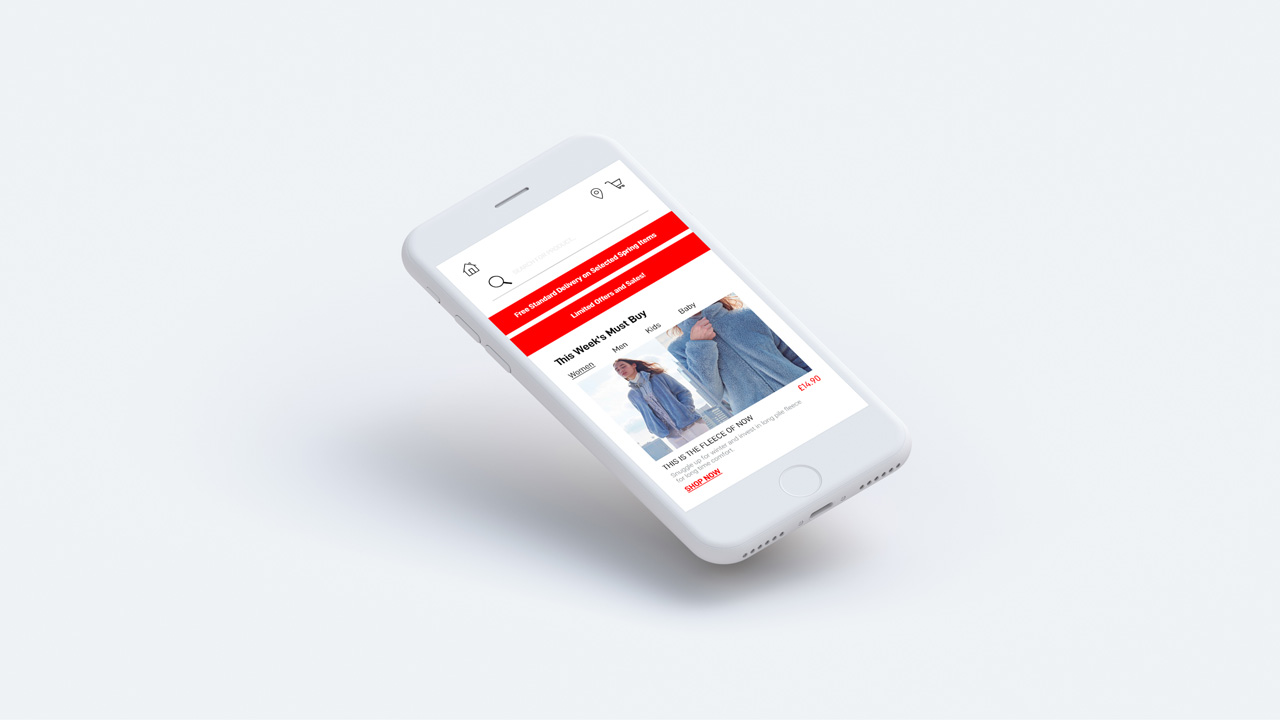 Free Standard Delivery on Selected Spring Items
Limited Offers and Sales!
This Week's Must Buy
Women Men Kids Baby
£14.90
THIS IS THE FLEECE OF NOW
Snuggle up for winter and invest in long pile fleece
for long time comfort.
SHOP NOW